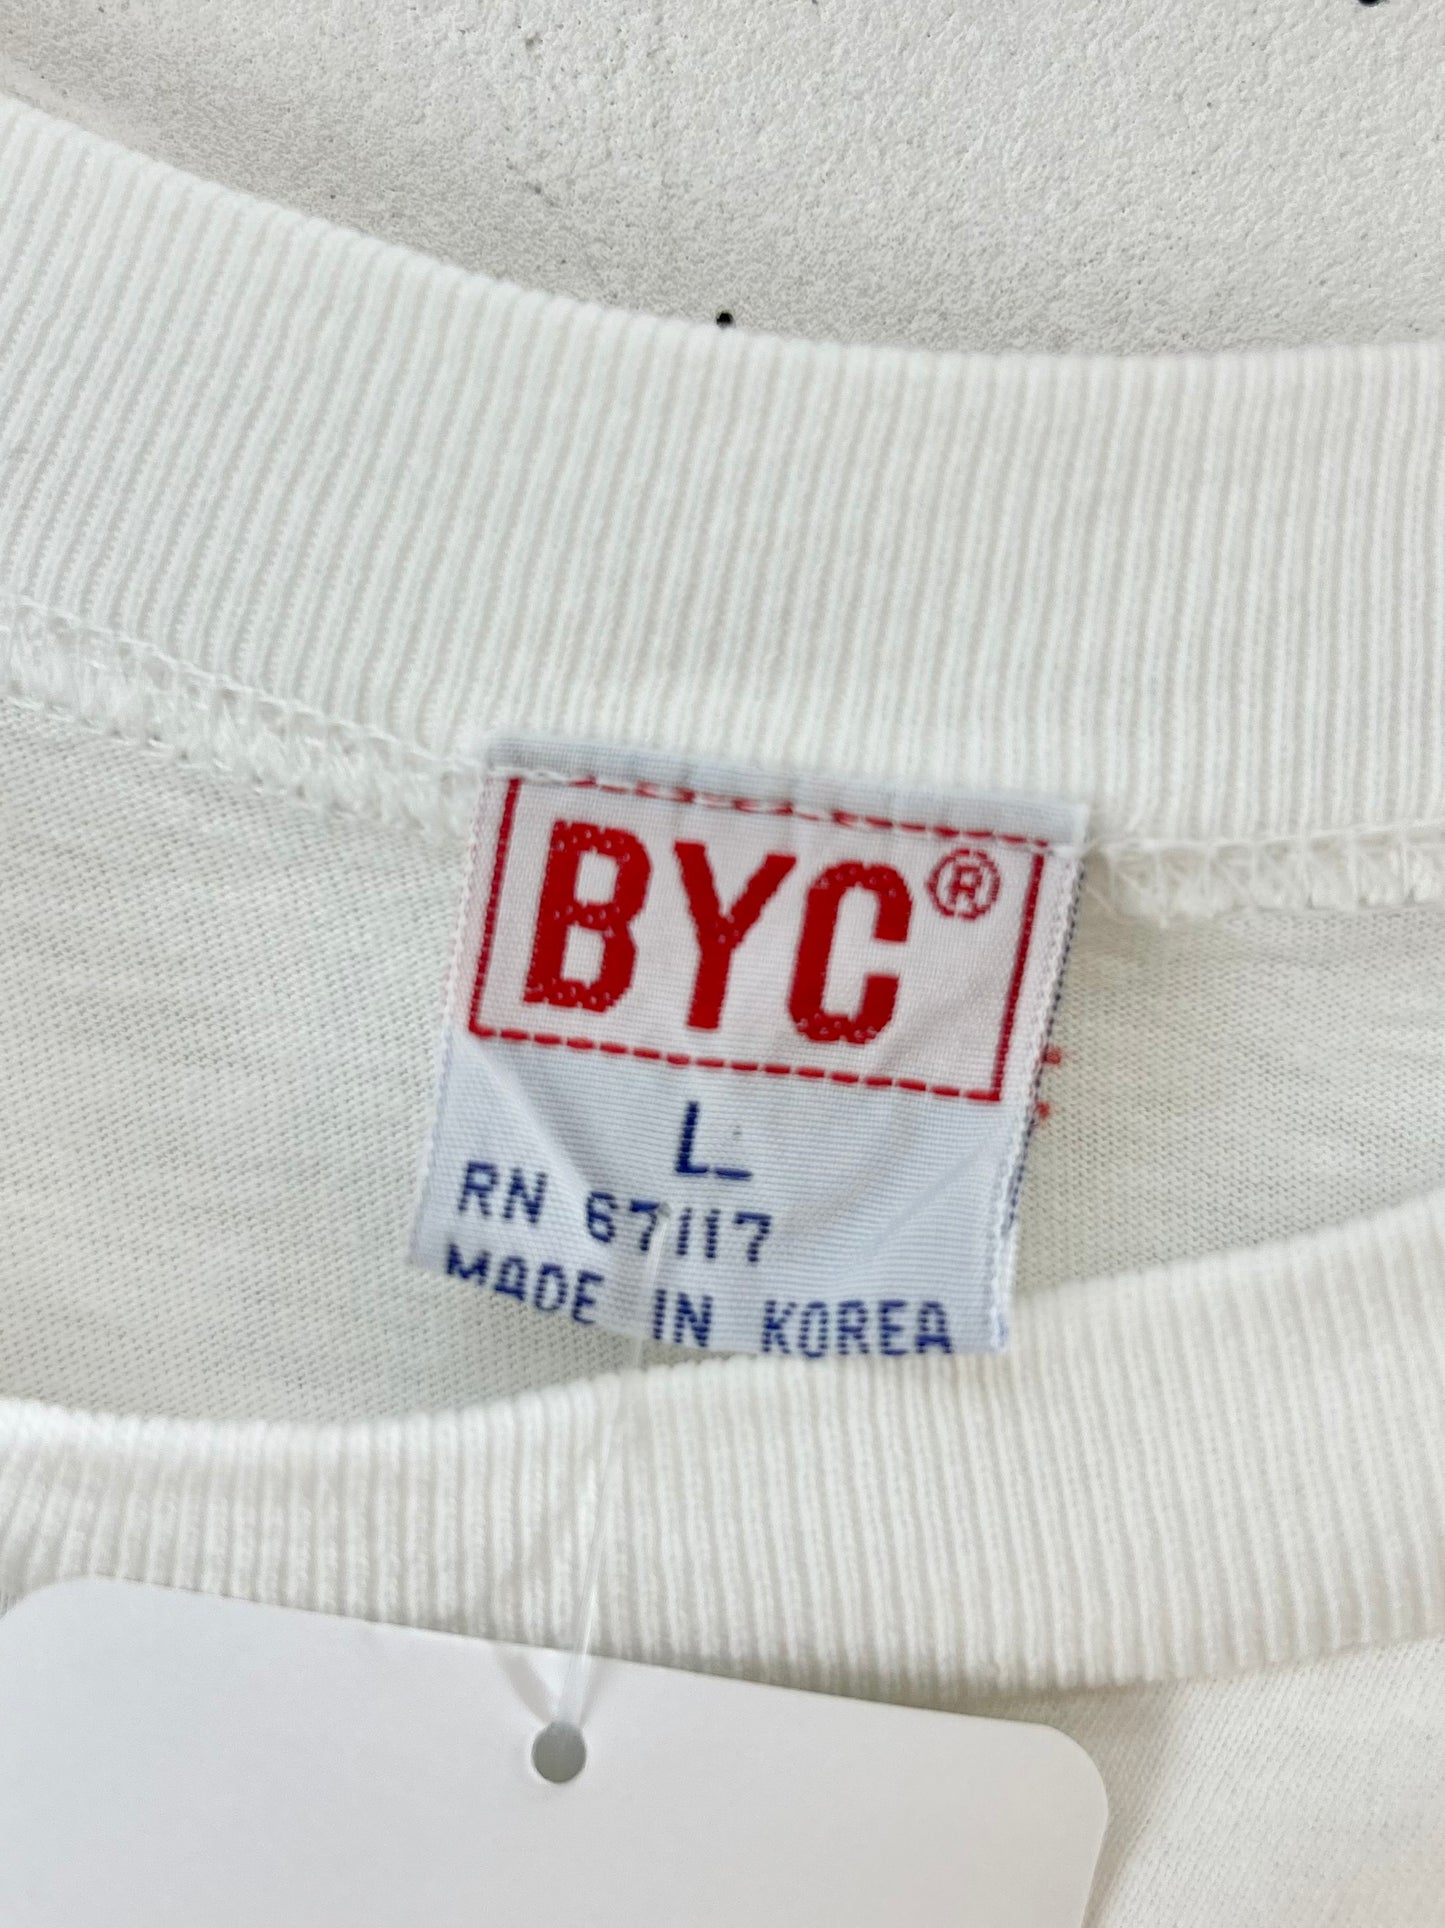 BYC®
L
RN 67117
MADE IN KOREA